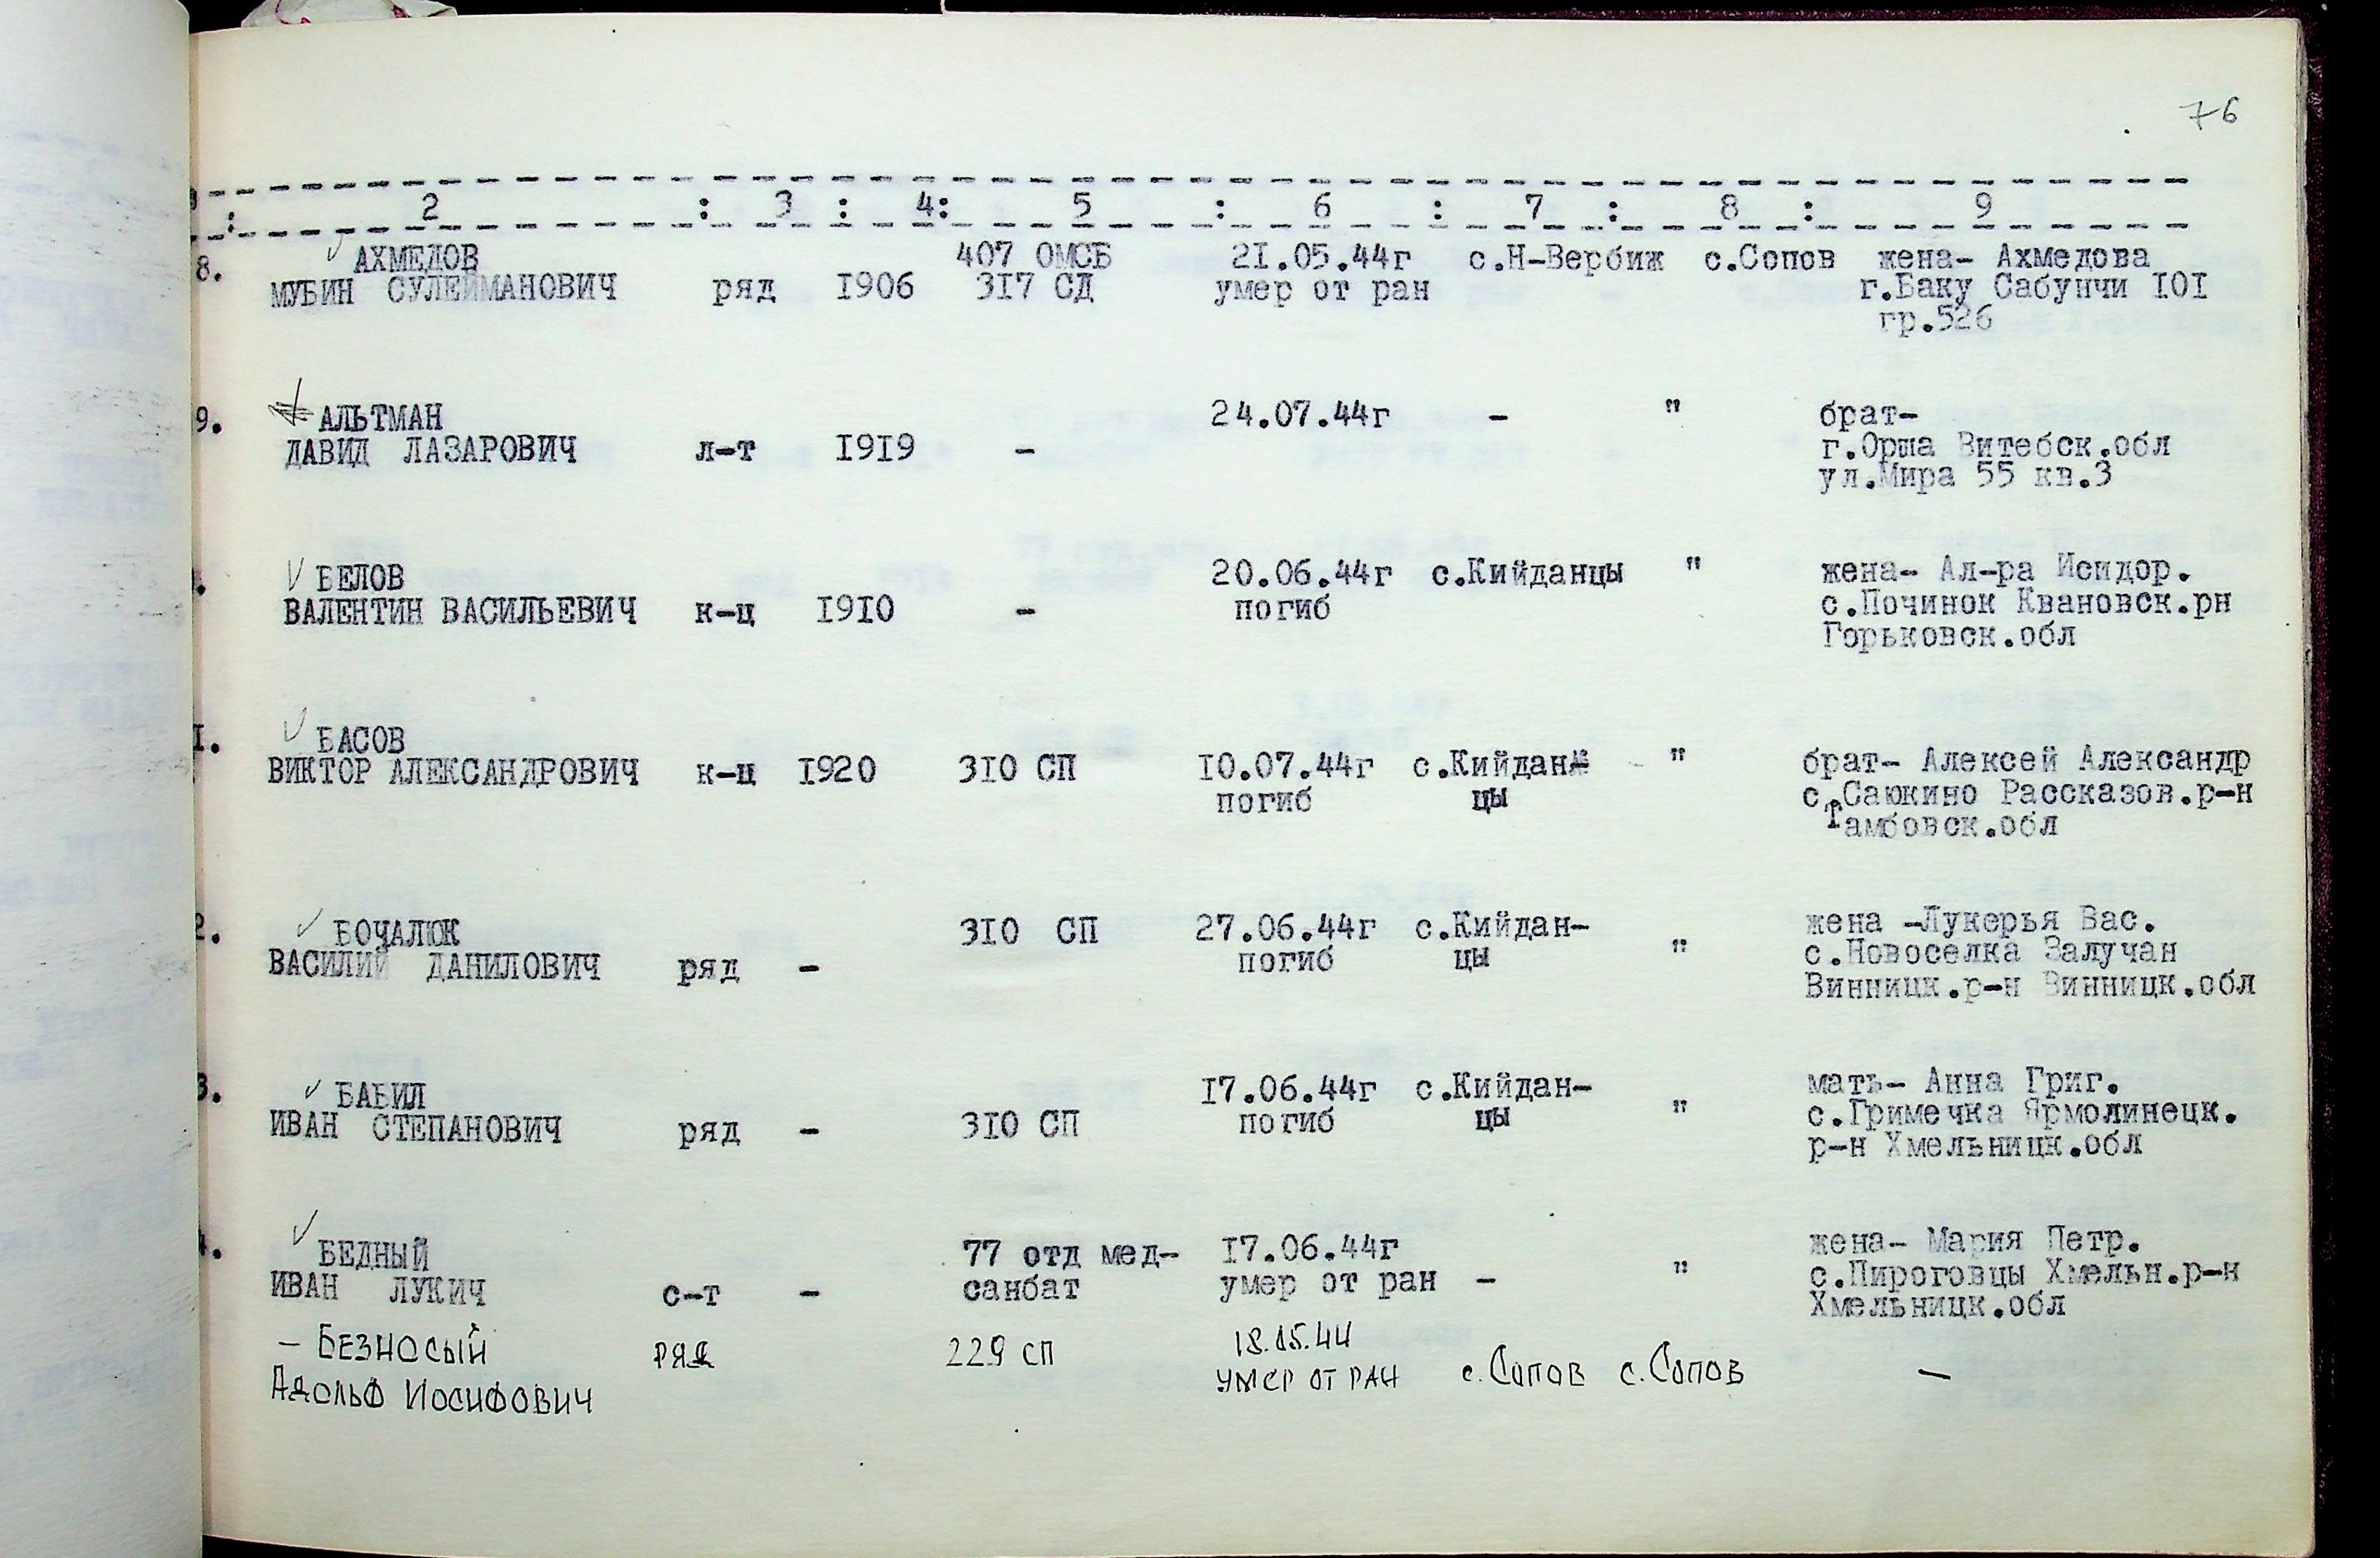 76
2 : 3 : 4: 5 : 6 : 7 : 8 : 9
8. АХМЕДОВ 407 ОМСБ 21.05.44г с.Н-Вербиж с.Сопов жена- Ахмедова
МУБИН СУЛЕЙМАНОВИЧ ряд 1906 317 СД умер от ран г.Баку Сабунчи 101
гр.526
9. АЛЬТМАН 24.07.44г - " брат-
ДАВИД ЛАЗАРОВИЧ л-т 1919 - г.Орша Витебск.обл
ул.Мира 55 кв.3
. БЕЛОВ 20.06.44г с.Кийданцы " жена- Ал-ра Исидор.
ВАЛЕНТИН ВАСИЛЬЕВИЧ к-ц 1910 - погиб с.Починок Квановск.рн
Горьковск.обл
1. БАСОВ
ВИКТОР АЛЕКСАНДРОВИЧ к-ц 1920 310 СП 10.07.44г с.Кийдан- " брат- Алексей Александр
погиб цы с.Саюкино Рассказов.р-н
Тамбовск.обл
2. БОЧАЛЮК 310 СП 27.06.44г с.Кийдан- жена -Лукерья Вас.
ВАСИЛИЙ ДАНИЛОВИЧ ряд - погиб цы " с.Новоселка Залучан
Винницк.р-н Винницк.обл
3. БАБИЛ 17.06.44г с.Кийдан- мать- Анна Григ.
ИВАН СТЕПАНОВИЧ ряд - 310 СП погиб цы " с.Гримечка Ярмолинецк.
р-н Хмельницк.обл
4. БЕДНЫЙ 77 отд мед- 17.06.44г жена- Мария Петр.
ИВАН ЛУКИЧ с-т - санбат умер от ран - " с.Пироговцы Хмельн.р-н
Хмельницк.обл
- БЕЗНОСЫЙ ряд 229 СП 18.05.44
Адольф Иосифович умер от ран с.Сопов с.Сопов -